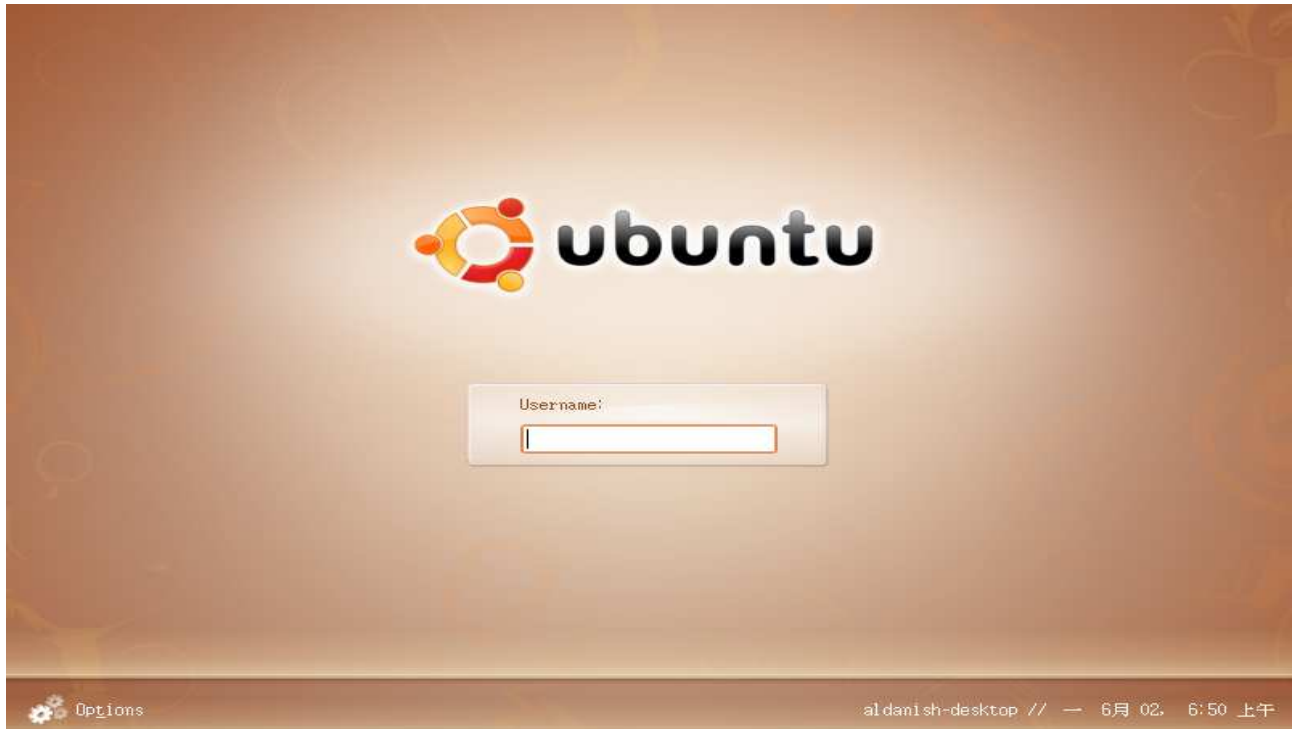 ubuntu
Username:
Options
aldanish-desktop // 一 6月 02, 6:50 上午